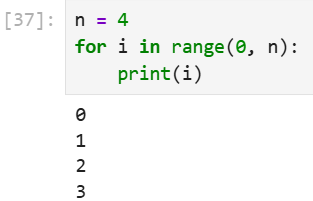 [37]: n = 4
for i in range(0, n):
    print(i)
0
1
2
3